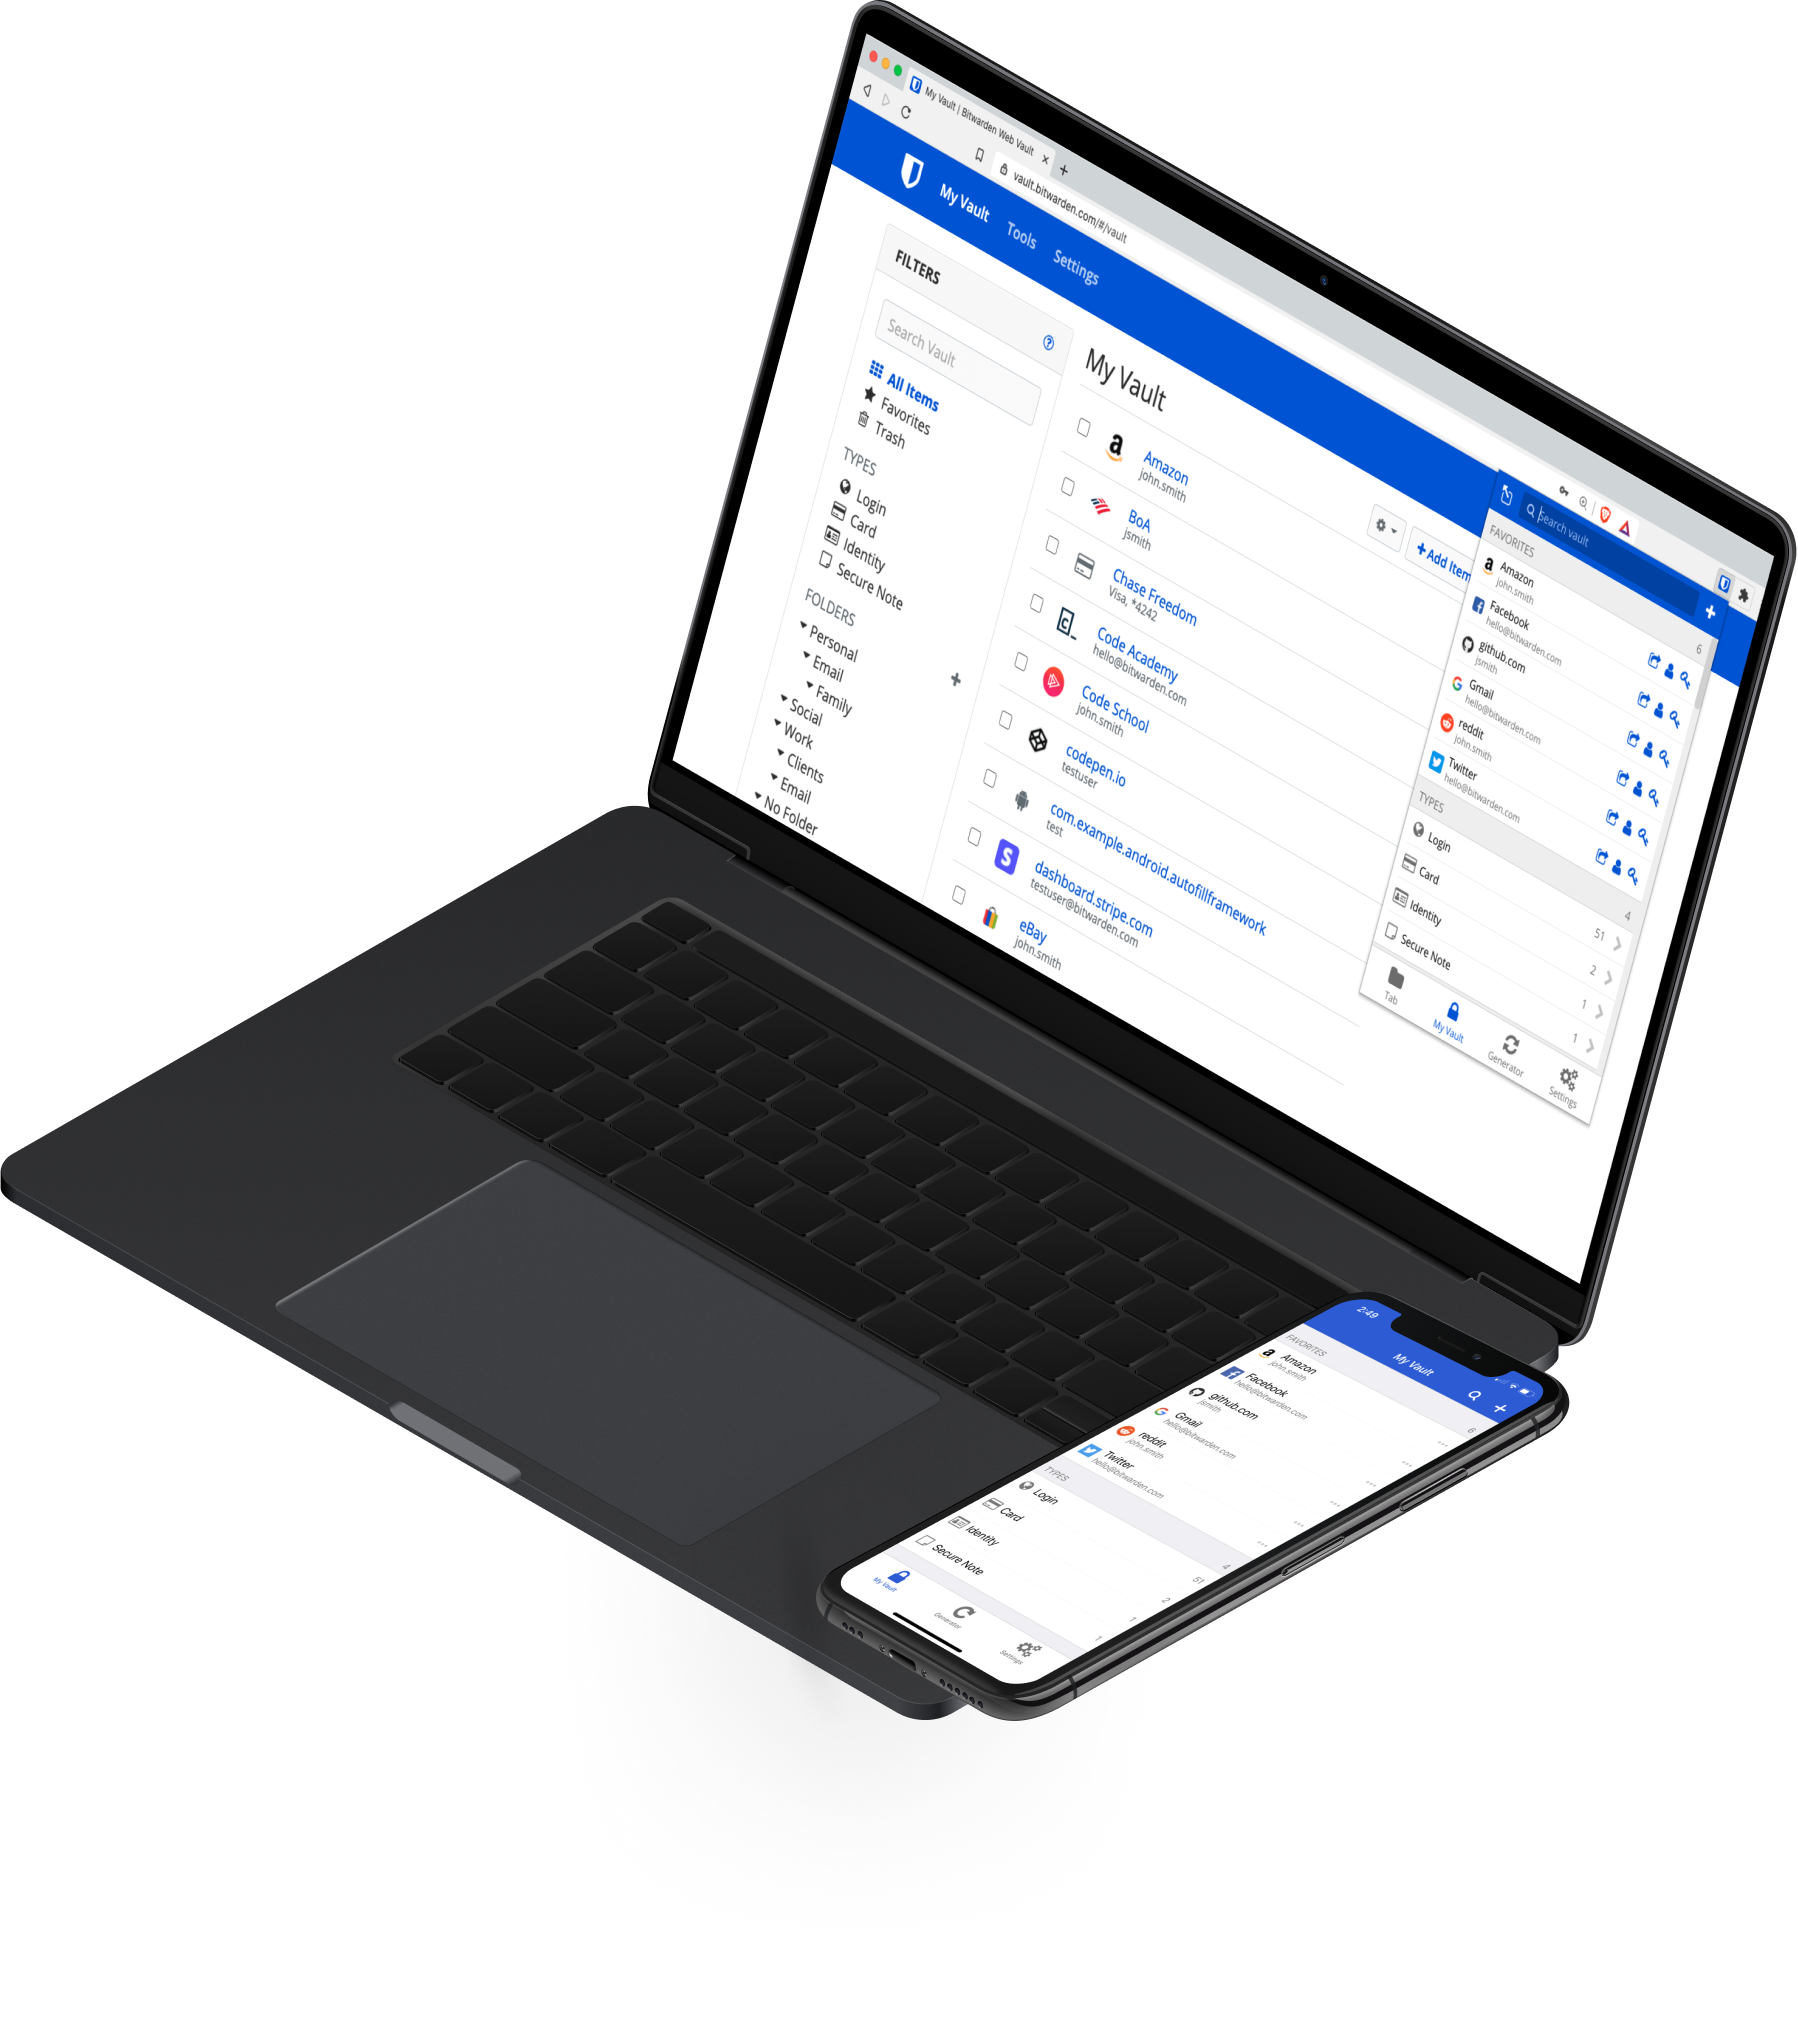 My Vault | Bitwarden Web Vault
vault.bitwarden.com/#/vault
My Vault
Tools
Settings
FILTERS
Search Vault
All Items
Favorites
Trash
TYPES
Login
Card
Identity
Secure Note
FOLDERS
Personal
Email
Family
Social
Work
Clients
Email
No Folder
My Vault
Add Item
Amazon
john.smith
BoA
jsmith
Chase Freedom
Visa, *4242
Code Academy
hello@bitwarden.com
Code School
john.smith
codepen.io
testuser
com.example.android.autofillframework
test
dashboard.stripe.com
testuser@bitwarden.com
eBay
john.smith
Search vault
FAVORITES 6
Amazon
john.smith
Facebook
hello@bitwarden.com
github.com
jsmith
Gmail
hello@bitwarden.com
reddit
john.smith
Twitter
hello@bitwarden.com
TYPES 4
Login 51
Card 2
Identity 1
Secure Note 1
Tab
My Vault
Generator
Settings
2:49
My Vault
FAVORITES 6
Amazon
john.smith
Facebook
hello@bitwarden.com
github.com
jsmith
Gmail
hello@bitwarden.com
reddit
john.smith
Twitter
hello@bitwarden.com
TYPES 4
Login 51
Card 2
Identity 1
Secure Note 1
My Vault
Generator
Settings